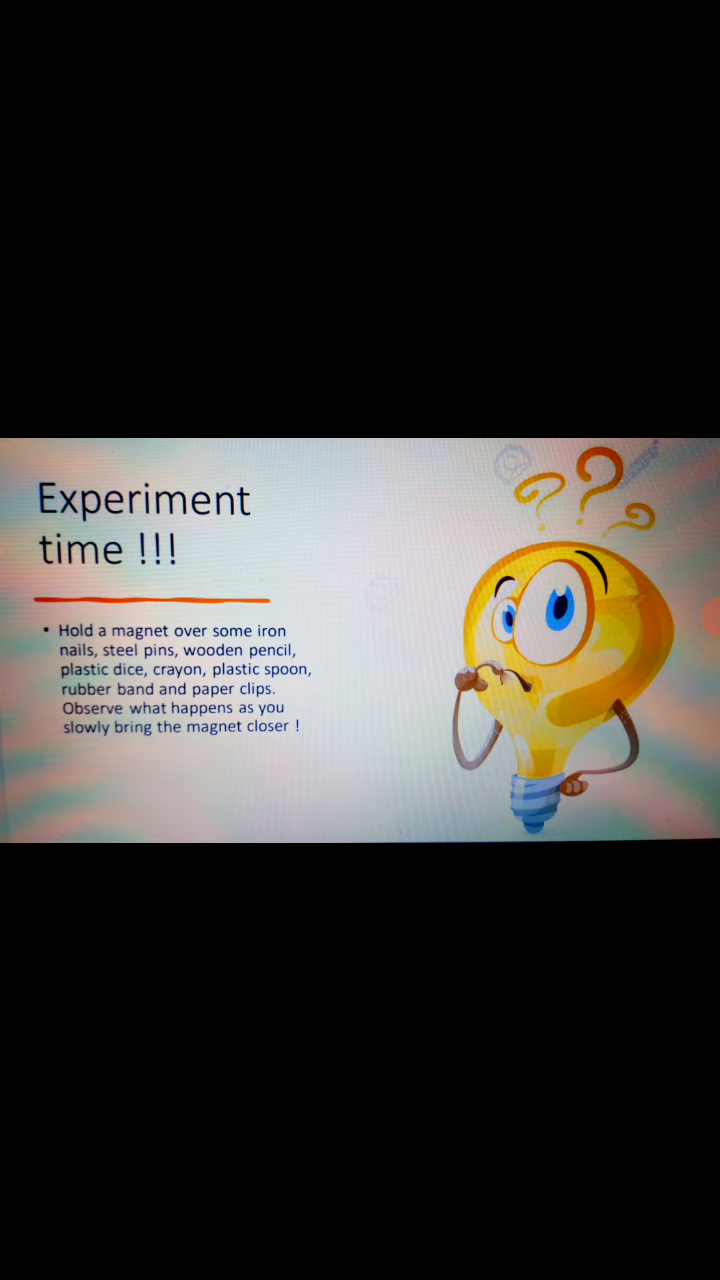 Experiment
time !!!
• Hold a magnet over some iron
nails, steel pins, wooden pencil,
plastic dice, crayon, plastic spoon,
rubber band and paper clips.
Observe what happens as you
slowly bring the magnet closer !